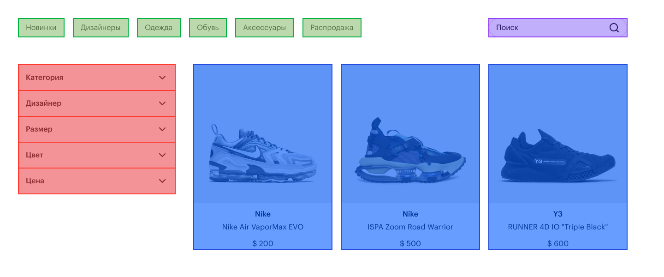 Новинки Дизайнеры Одежда Обувь Аксессуары Распродажа Поиск
Категория
Дизайнер
Размер
Цвет
Цена
Nike Nike Y3
Nike Air VaporMax EVO ISPA Zoom Road Warrior RUNNER 4D IO "Triple Black"
$ 200 $ 500 $ 600